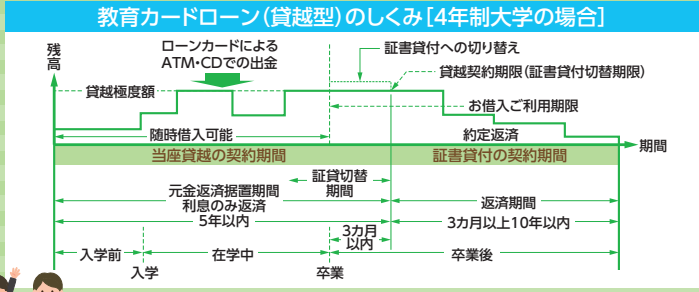 教育カードローン(貸越型)のしくみ[4年制大学の場合]
残高
ローンカードによる
ATM・CDでの出金
証書貸付への切り替え
貸越契約期限(証書貸付切替期限)
貸越極度額
お借入ご利用期限
随時借入可能
約定返済
期間
当座貸越の契約期間
証書貸付の契約期間
証貸切替
期間
元金返済据置期間
利息のみ返済
5年以内
返済期間
3カ月以上10年以内
3カ月
以内
入学前
在学中
卒業後
入学
卒業